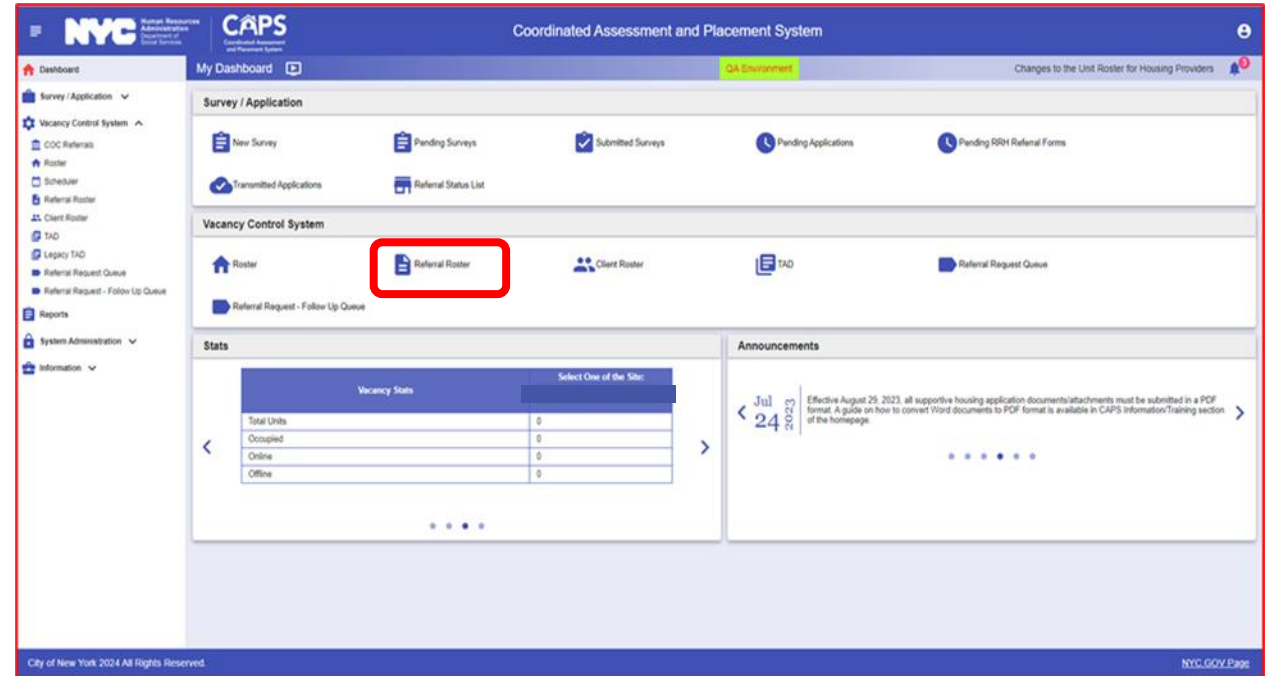 NYC
Human Resources
Administration
Department of
Social Services
CAPS
Coordinated Assessment
and Placement System
Coordinated Assessment and Placement System
Dashboard
Survey / Application
Vacancy Control System
COC Referrals
Roster
Scheduler
Referral Roster
Client Roster
TAD
Legacy TAD
Referral Request Queue
Referral Request - Follow Up Queue
Reports
System Administration
Information
My Dashboard
QA Environment
Changes to the Unit Roster for Housing Providers
3
Survey / Application
New Survey
Pending Surveys
Submitted Surveys
Pending Applications
Pending RRH Referral Forms
Transmitted Applications
Referral Status List
Vacancy Control System
Roster
Referral Roster
Client Roster
TAD
Referral Request Queue
Referral Request - Follow Up Queue
Stats
Vacancy Stats
Select One of the Site:
Total Units 0
Occupied 0
Online 0
Offline 0
Announcements
Jul
24
2023
Effective August 29, 2023, all supportive housing application documents/attachments must be submitted in a PDF
format. A guide on how to convert Word documents to PDF format is available in CAPS Information/Training section
of the homepage.
City of New York 2024 All Rights Reserved.
NYC.GOV Page